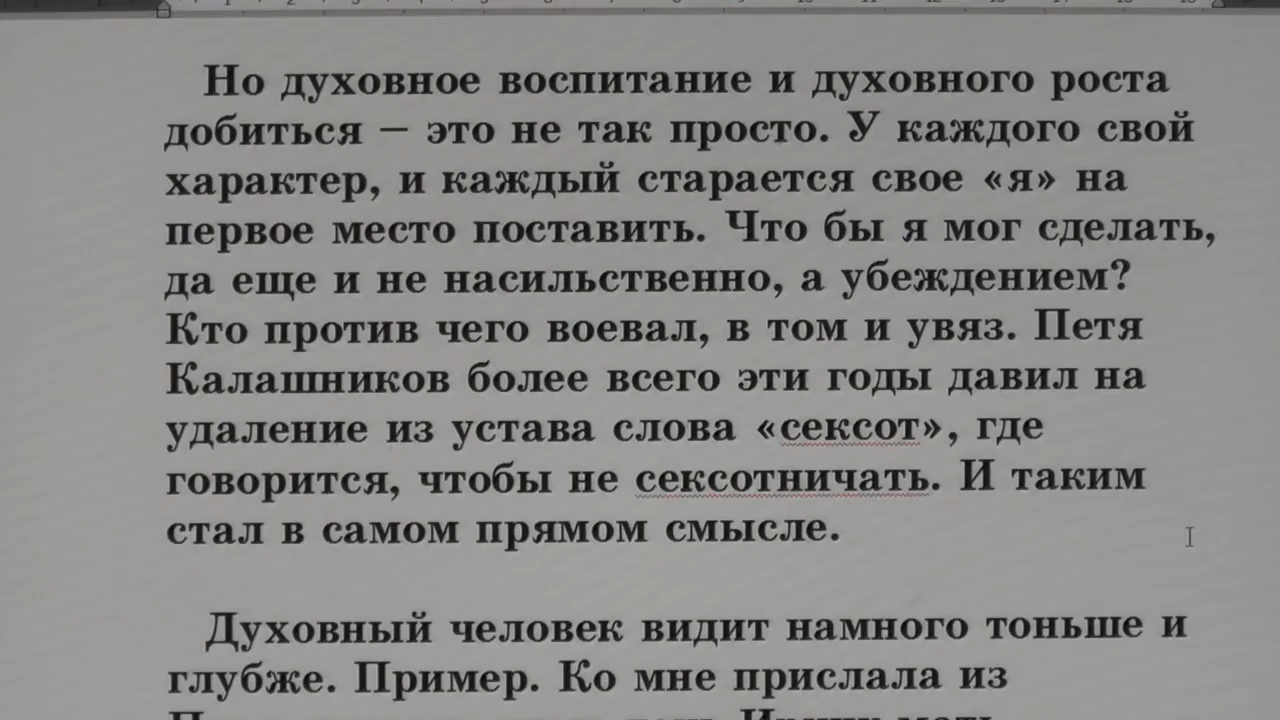 Но духовное воспитание и духовного роста
добиться – это не так просто. У каждого свой
характер, и каждый старается свое «я» на
первое место поставить. Что бы я мог сделать,
да еще и не насильственно, а убеждением?
Кто против чего воевал, в том и увяз. Петя
Калашников более всего эти годы давил на
удаление из устава слова «сексот», где
говорится, чтобы не сексотничать. И таким
стал в самом прямом смысле.
Духовный человек видит намного тоньше и
глубже. Пример. Ко мне прислала из